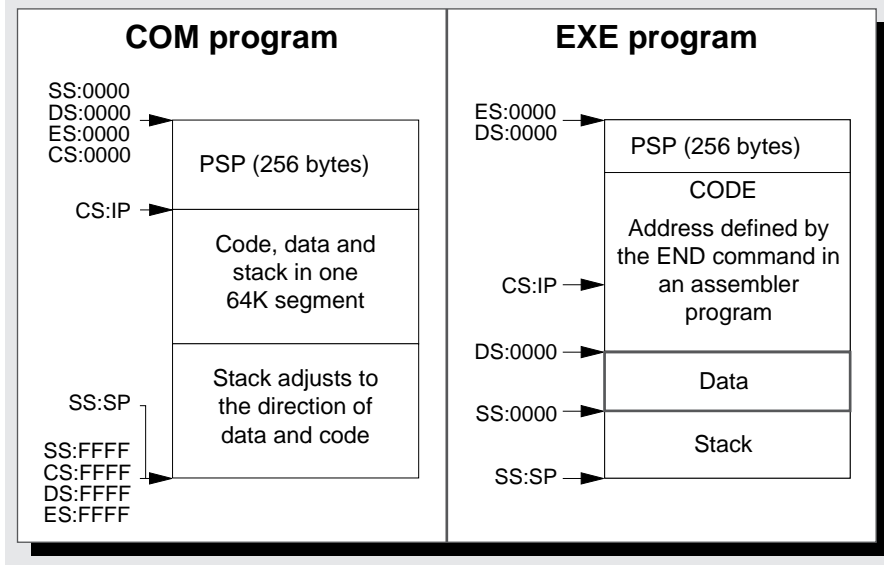 COM program
SS:0000
DS:0000
ES:0000
CS:0000
PSP (256 bytes)
CS:IP
Code, data and
stack in one
64K segment
Stack adjusts to
the direction of
data and code
SS:SP
SS:FFFF
CS:FFFF
DS:FFFF
ES:FFFF
EXE program
ES:0000
DS:0000
PSP (256 bytes)
CODE
Address defined by
the END command in
an assembler
program
CS:IP
DS:0000
Data
SS:0000
Stack
SS:SP